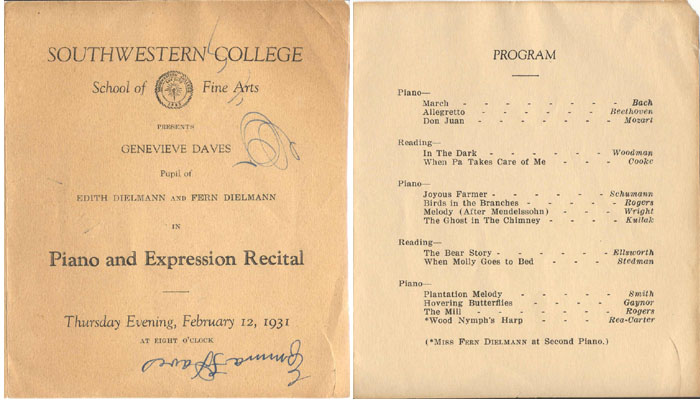 SOUTHWESTERN COLLEGE
School of Fine Arts
PRESENTS
GENEVIEVE DAVES
Pupil of
EDITH DIELMANN AND FERN DIELMANN
IN
Piano and Expression Recital
Thursday Evening, February 12, 1931
AT EIGHT O'CLOCK
Emma Daves
PROGRAM
Piano—
March - - - - - - - Bach
Allegretto - - - - - - Beethoven
Don Juan - - - - - - Mozart
Reading—
In The Dark - - - - - Woodman
When Pa Takes Care of Me - - - Cooke
Piano—
Joyous Farmer - - - - - - Schumann
Birds in the Branches - - - - Rogers
Melody (After Mendelssohn) - - - Wright
The Ghost in The Chimney - - - Kullak
Reading—
The Bear Story - - - - - Ellsworth
When Molly Goes to Bed - - - Stedman
Piano—
Plantation Melody - - - - - Smith
Hovering Butterflies - - - - Gaynor
The Mill - - - - - - Rogers
*Wood Nymph's Harp - - - Rea-Carter
(*MISS FERN DIELMANN at Second Piano.)